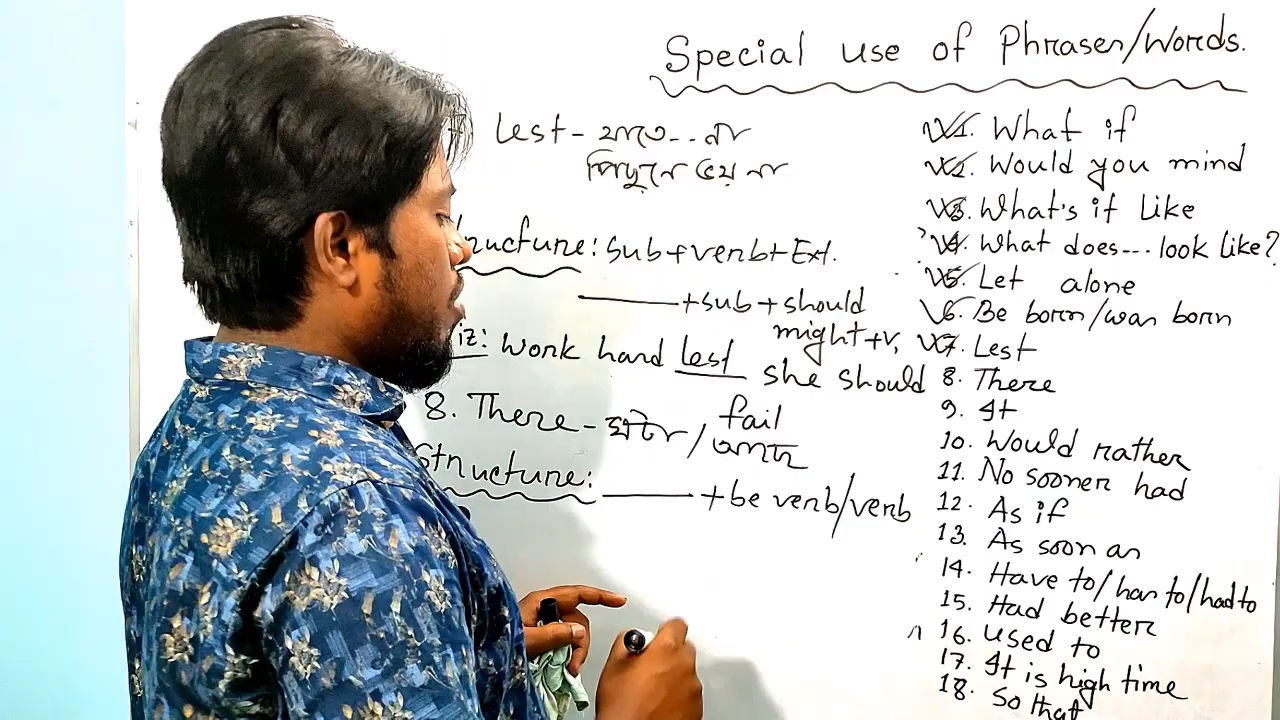 Special use of Phrases/Words.
Lest - হয়ত.. না
structure: Sub+verb+Ext.
+sub+should
might+v,
iz: work hard lest she should
fail
8. There - /
Structure: + be verb/verb
1. What if
2. Would you mind
3. What's it Like
4. What does... look like?
5. Let alone
6. Be born/was born
7. Lest
8. There
9. It
10. Would rather
11. No sooner had
12. As if
13. As soon as
14. Have to/has to/had to
15. Had better
16. used to
17. It is high time
18. So that